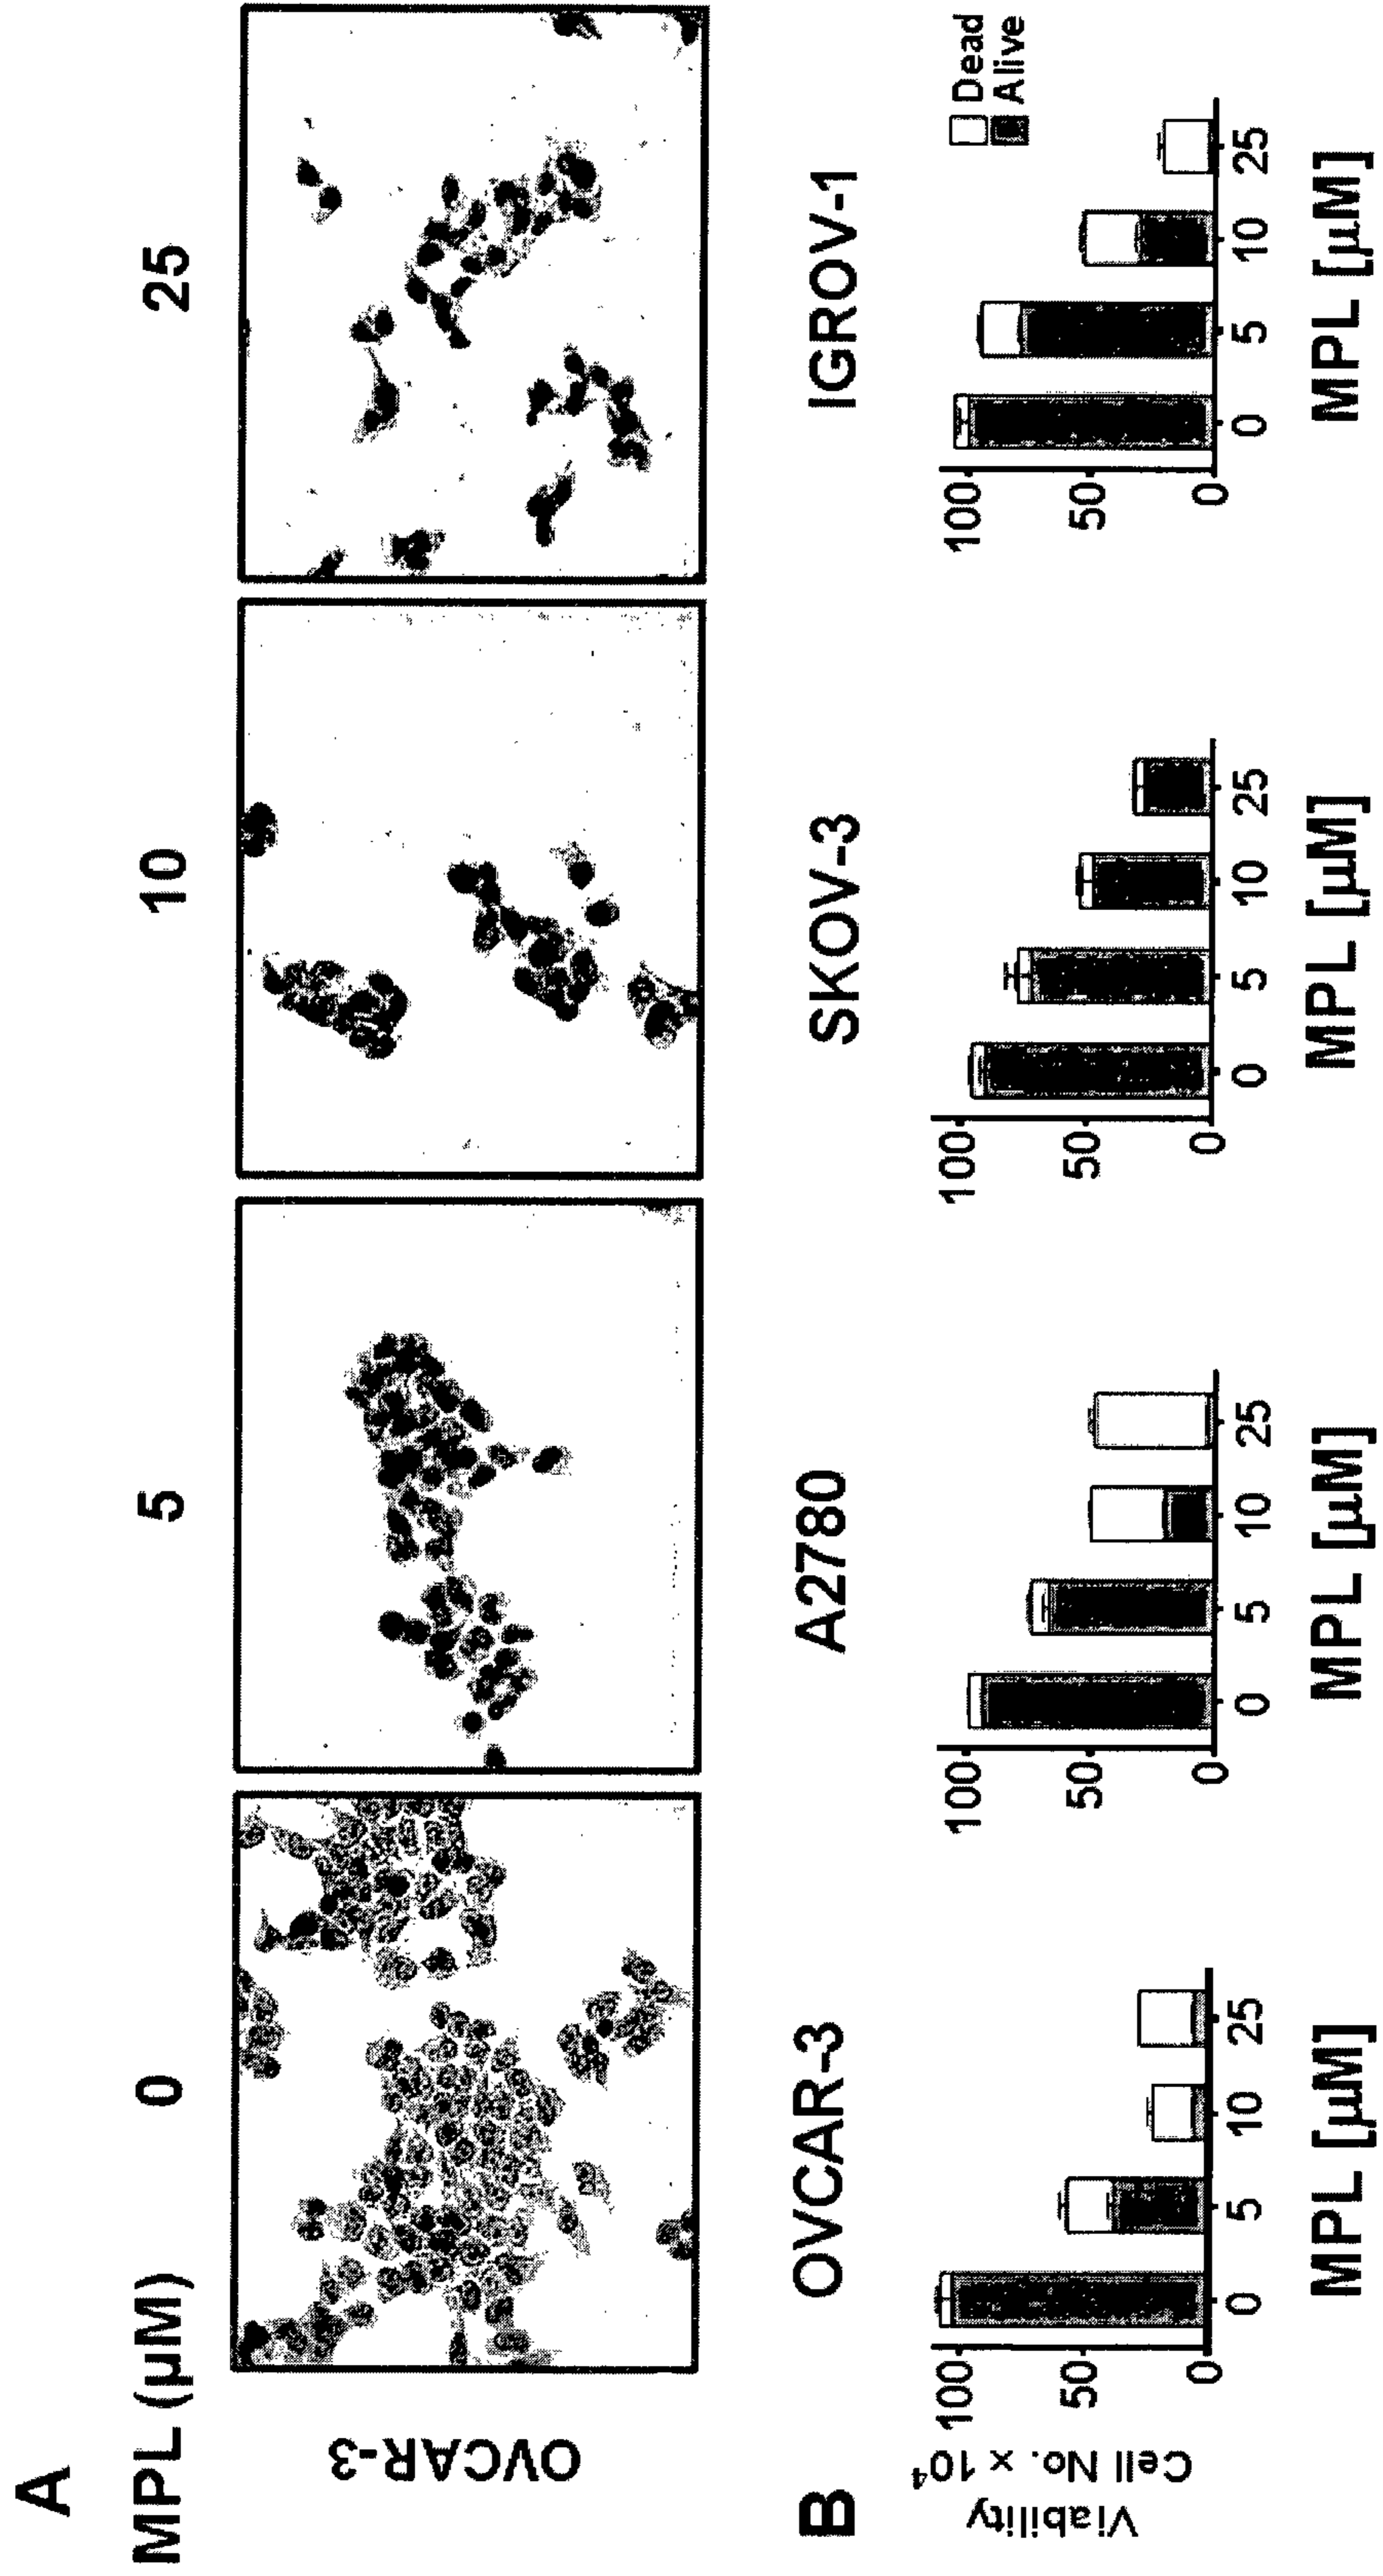 A
MPL (μM) 0 5 10 25
OVCAR-3
B
OVCAR-3 A2780 SKOV-3 IGROV-1
Dead
Alive
Viability
Cell No. x 10⁴
100 100 100 100
50 50 50 50
0 0 0 0
0 5 10 25 0 5 10 25 0 5 10 25 0 5 10 25
MPL [μM] MPL [μM] MPL [μM] MPL [μM]